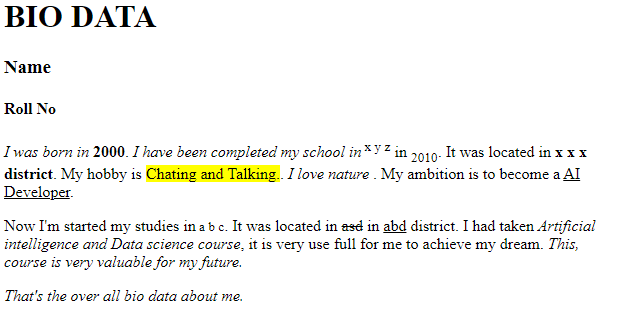 BIO DATA
Name
Roll No
I was born in 2000. I have been completed my school in x y z in 2010. It was located in x x x
district. My hobby is Chating and Talking.. I love nature . My ambition is to become a AI
Developer.
Now I'm started my studies in a b c. It was located in asd in abd district. I had taken Artificial
intelligence and Data science course, it is very use full for me to achieve my dream. This,
course is very valuable for my future.
That's the over all bio data about me.